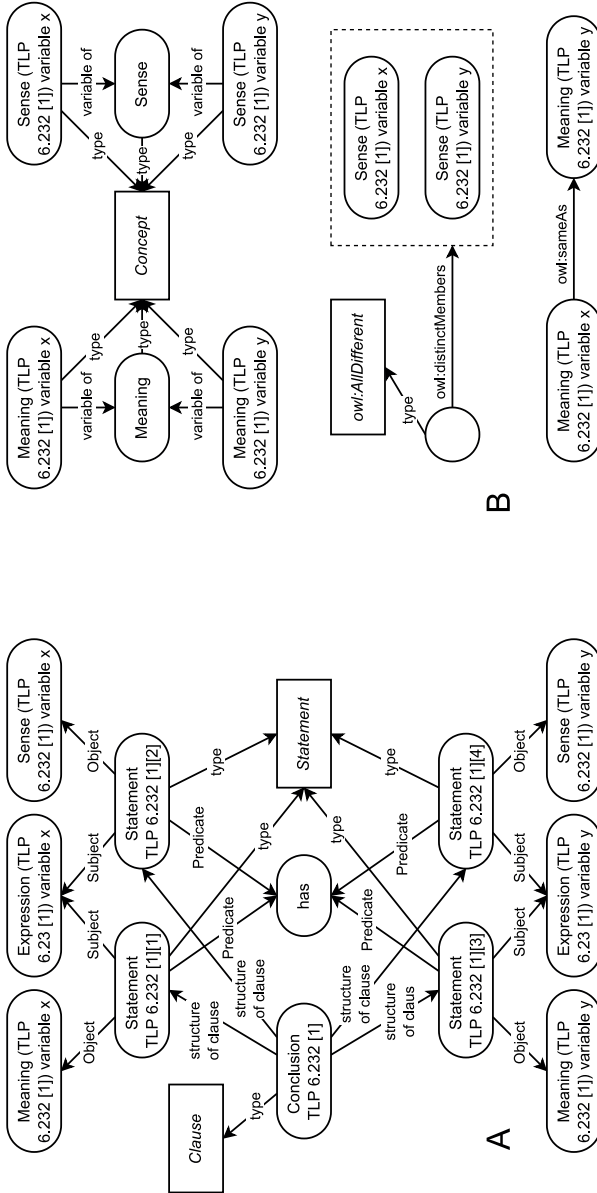 Meaning (TLP
6.232 [1]) variable x
Expression (TLP
6.23 [1]) variable x
Sense (TLP
6.232 [1]) variable x
Object
Subject
Subject
Object
Statement
TLP 6.232 [1][1]
Statement
TLP 6.232 [1][2]
Clause
type
structure
of clause
structure
of clause
Predicate
type
Predicate
type
Conclusion
TLP 6.232 [1]
has
Statement
structure
of clause
structure
of claus
Predicate
type
Predicate
type
Statement
TLP 6.232 [1][3]
Statement
TLP 6.232 [1][4]
Object
Subject
Subject
Object
Meaning (TLP
6.232 [1]) variable y
Expression (TLP
6.23 [1]) variable y
Sense (TLP
6.232 [1]) variable y
A
Meaning (TLP
6.232 [1]) variable x
Sense (TLP
6.232 [1]) variable x
variable of
type
type
variable of
Meaning
type
Concept
type
Sense
variable of
type
type
variable of
Meaning (TLP
6.232 [1]) variable y
Sense (TLP
6.232 [1]) variable y
owl:AllDifferent
type
owl:distinctMembers
Sense (TLP
6.232 [1]) variable x
Sense (TLP
6.232 [1]) variable y
B
Meaning (TLP
6.232 [1]) variable x
owl:sameAs
Meaning (TLP
6.232 [1]) variable y